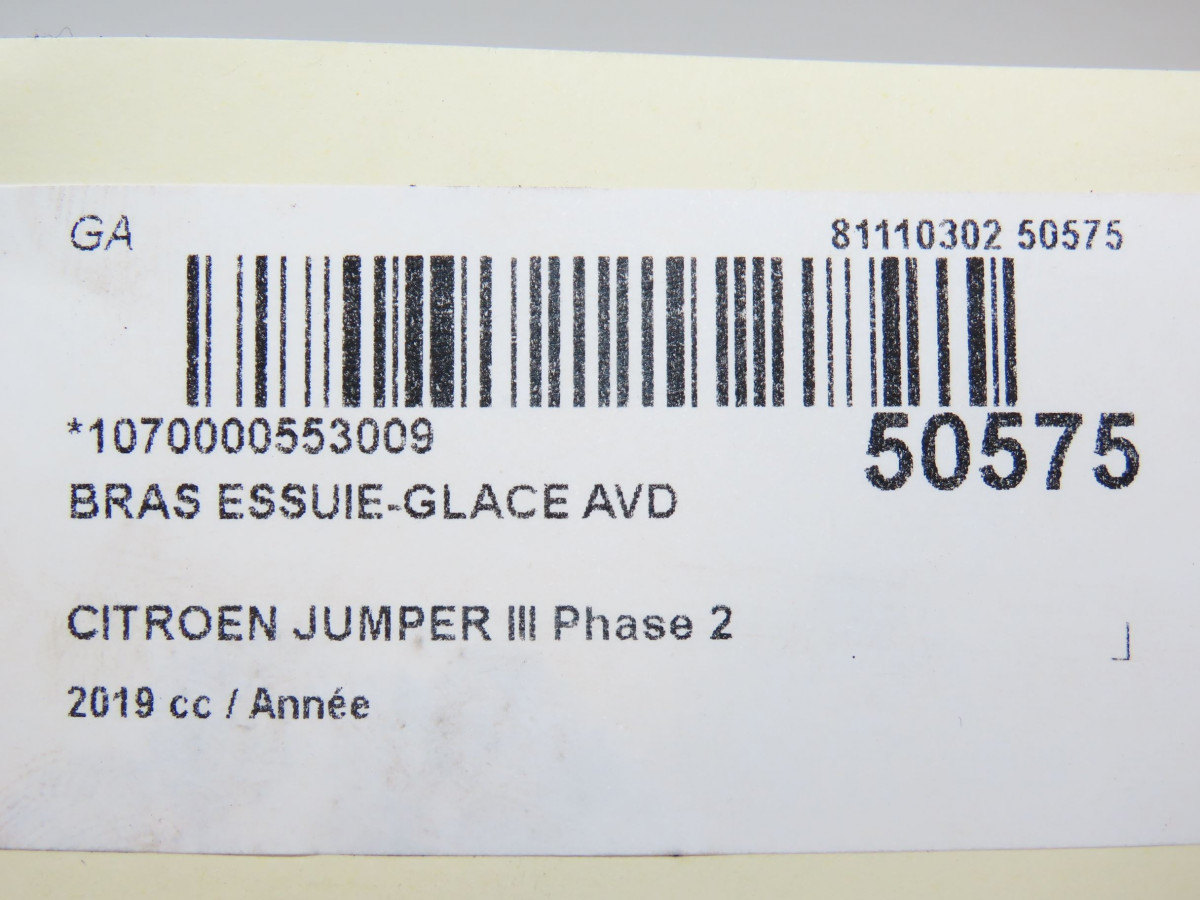 GA 81110302 50575
*1070000553009 50575
BRAS ESSUIE-GLACE AVD
CITROEN JUMPER III Phase 2
2019 cc / Année